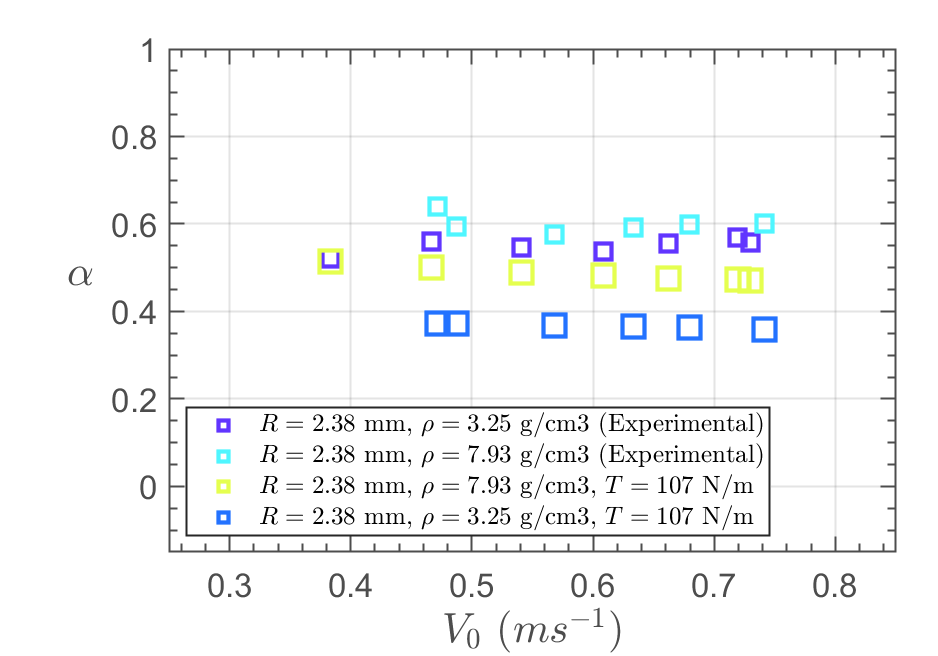 1
0.8
0.6
0.4
0.2
0
α
R = 2.38 mm, ρ = 3.25 g/cm3 (Experimental)
R = 2.38 mm, ρ = 7.93 g/cm3 (Experimental)
R = 2.38 mm, ρ = 7.93 g/cm3, T = 107 N/m
R = 2.38 mm, ρ = 3.25 g/cm3, T = 107 N/m
0.3 0.4 0.5 0.6 0.7 0.8
V₀ (ms⁻¹)